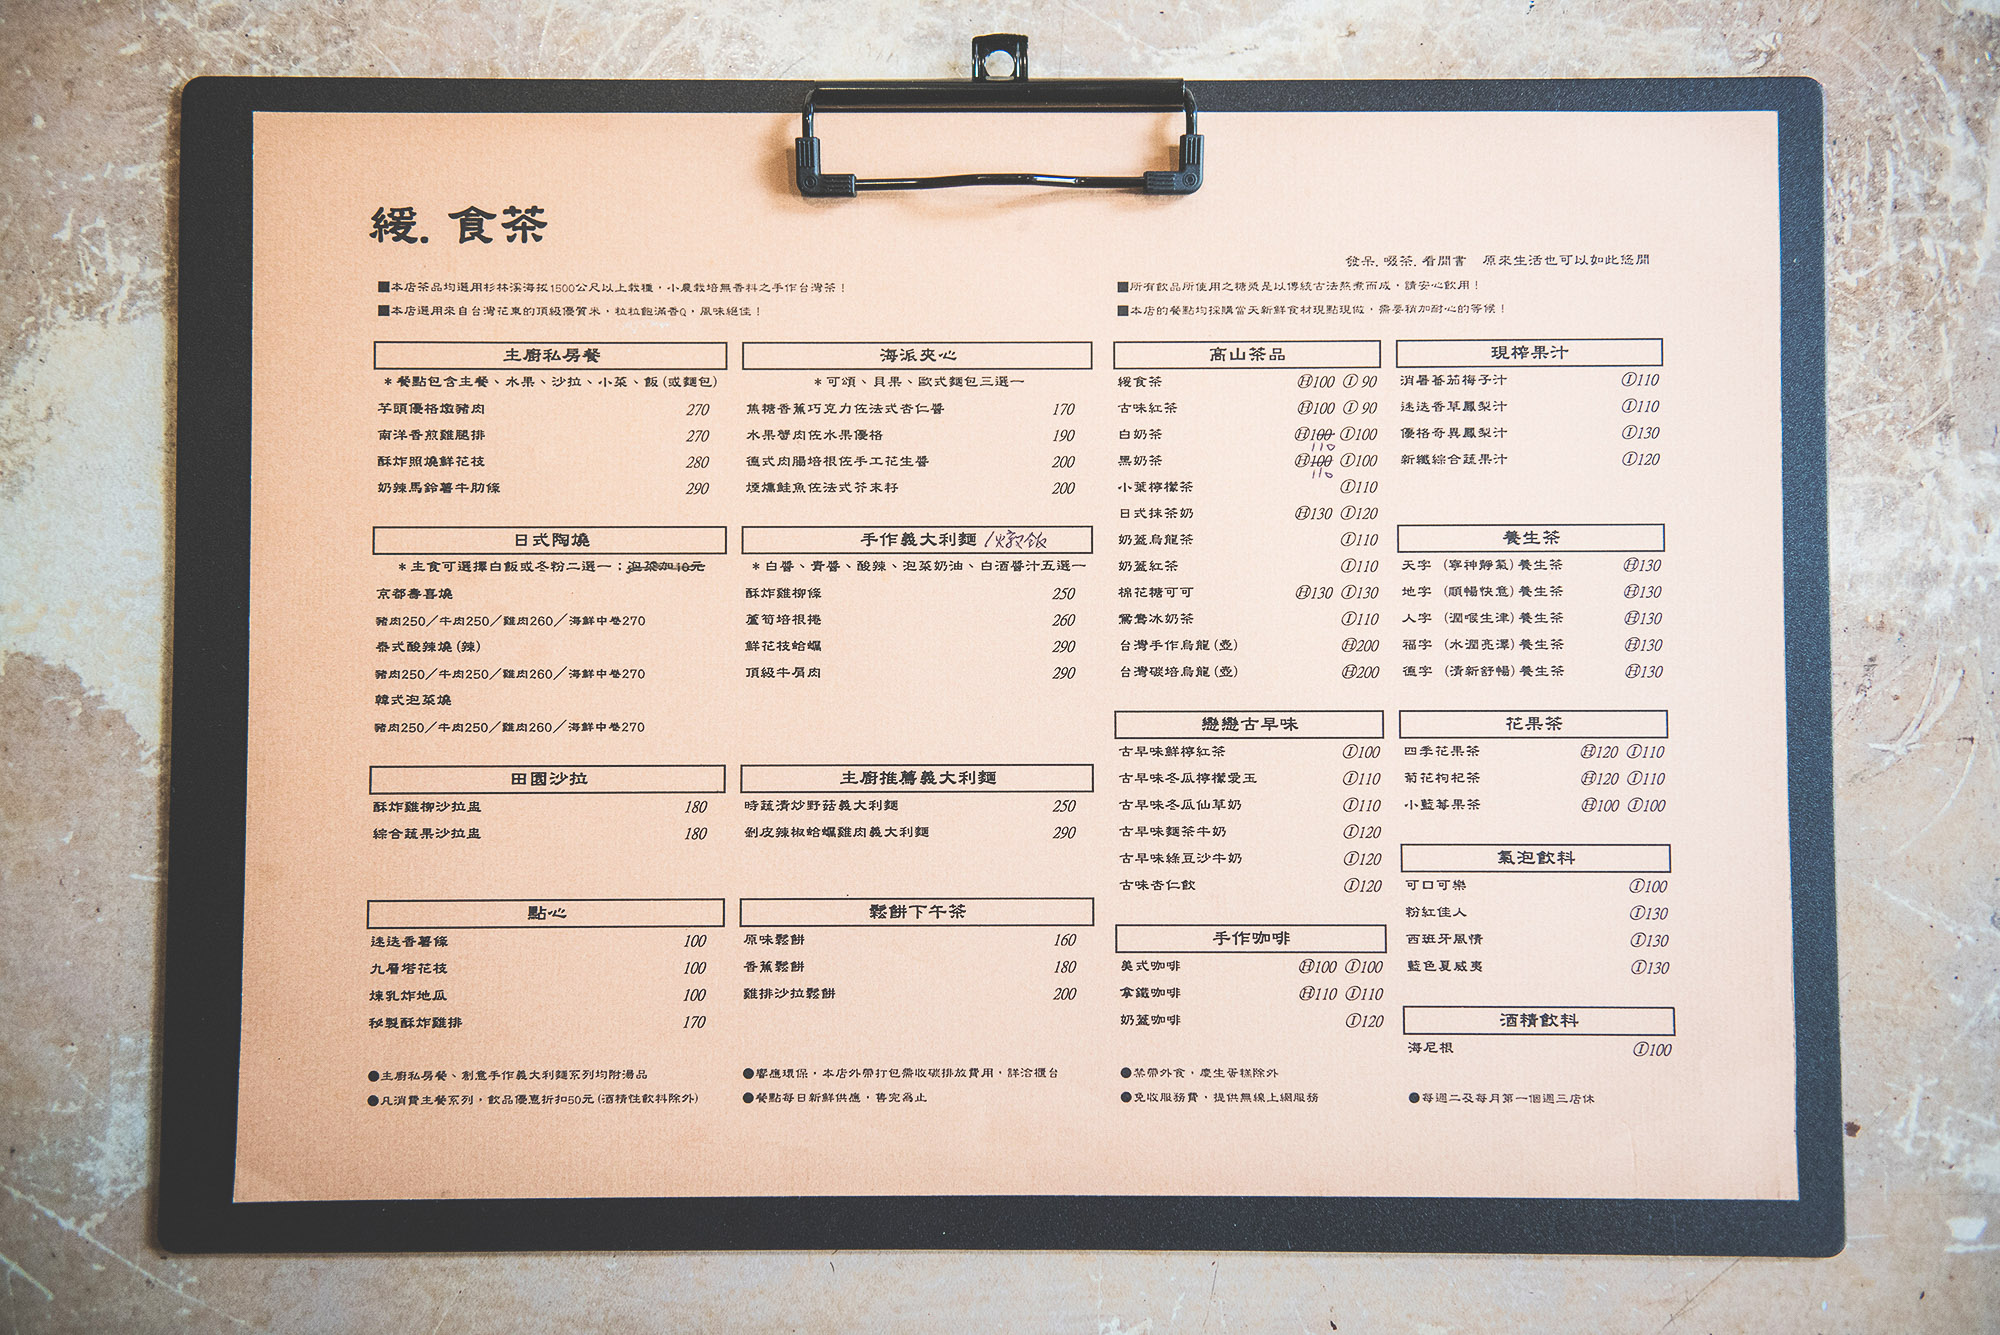 緩. 食茶
發呆. 啜茶. 看閒書 原來生活也可以如此悠閒
■本店茶品均選用杉林溪海拔1500公尺以上栽種，小農栽培無香料之手作台灣茶！
■本店選用來自台灣花東的頂級優質米，粒粒飽滿香Q，風味絕佳！
■所有飲品所使用之糖漿是以傳統古法熬煮而成，請安心飲用！
■本店的餐點均採購當天新鮮食材現點現做，需要稍加耐心的等候！
主廚私房餐
＊餐點包含主餐、水果、沙拉、小菜、飯(或麵包)
芋頭優格燉豬肉 270
南洋香煎雞腿排 270
酥炸照燒鮮花枝 280
奶辣馬鈴薯牛肋條 290
日式陶燒
＊主食可選擇白飯或冬粉二選一；泡菜加10元
京都壽喜燒
豬肉250／牛肉250／雞肉260／海鮮中卷270
泰式酸辣燒(辣)
豬肉250／牛肉250／雞肉260／海鮮中卷270
韓式泡菜燒
豬肉250／牛肉250／雞肉260／海鮮中卷270
田園沙拉
酥炸雞柳沙拉盅 180
綜合蔬果沙拉盅 180
點心
迷迭香薯條 100
九層塔花枝 100
煉乳炸地瓜 100
秘製酥炸雞排 170
海派夾心
＊可頌、貝果、歐式麵包三選一
焦糖香蕉巧克力佐法式杏仁醬 170
水果蟹肉佐水果優格 190
德式肉腸培根佐手工花生醬 200
煙燻鮭魚佐法式芥末籽 200
手作義大利麵 /燉飯
＊白醬、青醬、酸辣、泡菜奶油、白酒醬汁五選一
酥炸雞柳條 250
蘆筍培根捲 260
鮮花枝蛤蠣 290
頂級牛肩肉 290
主廚推薦義大利麵
時蔬清炒野菇義大利麵 250
剝皮辣椒蛤蠣雞肉義大利麵 290
鬆餅下午茶
原味鬆餅 160
香蕉鬆餅 180
雞排沙拉鬆餅 200
高山茶品
緩食茶 Ⓗ100 Ⓘ90
古味紅茶 Ⓗ100 Ⓘ90
白奶茶 Ⓗ100 Ⓘ100
110
黑奶茶 Ⓗ100 Ⓘ100
110
小葉檸檬茶 Ⓘ110
日式抹茶奶 Ⓗ130 Ⓘ120
奶蓋烏龍茶 Ⓘ110
奶蓋紅茶 Ⓘ110
棉花糖可可 Ⓗ130 Ⓘ130
鴛鴦冰奶茶 Ⓘ110
台灣手作烏龍(壺) Ⓗ200
台灣碳培烏龍(壺) Ⓗ200
戀戀古早味
古早味鮮檸紅茶 Ⓘ100
古早味冬瓜檸檬愛玉 Ⓘ110
古早味冬瓜仙草奶 Ⓘ110
古早味麵茶牛奶 Ⓘ120
古早味綠豆沙牛奶 Ⓘ120
古味杏仁飲 Ⓘ120
手作咖啡
美式咖啡 Ⓗ100 Ⓘ100
拿鐵咖啡 Ⓗ110 Ⓘ110
奶蓋咖啡 Ⓘ120
現榨果汁
消暑蕃茄梅子汁 Ⓘ110
迷迭香草鳳梨汁 Ⓘ110
優格奇異鳳梨汁 Ⓘ130
新纖綜合蔬果汁 Ⓘ120
養生茶
天字 (寧神靜氣)養生茶 Ⓗ130
地字 (順暢快意)養生茶 Ⓗ130
人字 (潤喉生津)養生茶 Ⓗ130
福字 (水潤亮澤)養生茶 Ⓗ130
德字 (清新舒暢)養生茶 Ⓗ130
花果茶
四季花果茶 Ⓗ120 Ⓘ110
菊花枸杞茶 Ⓗ120 Ⓘ110
小藍莓果茶 Ⓗ100 Ⓘ100
氣泡飲料
可口可樂 Ⓘ100
粉紅佳人 Ⓘ130
西班牙風情 Ⓘ130
藍色夏威夷 Ⓘ130
酒精飲料
海尼根 Ⓘ100
●主廚私房餐、創意手作義大利麵系列均附湯品
●凡消費主餐系列，飲品優惠折扣50元(酒精性飲料除外)
●響應環保，本店外帶打包需收碳排放費用，詳洽櫃台
●餐點每日新鮮供應，售完為止
●禁帶外食，慶生蛋糕除外
●免收服務費，提供無線上網服務
●每週二及每月第一個週三店休